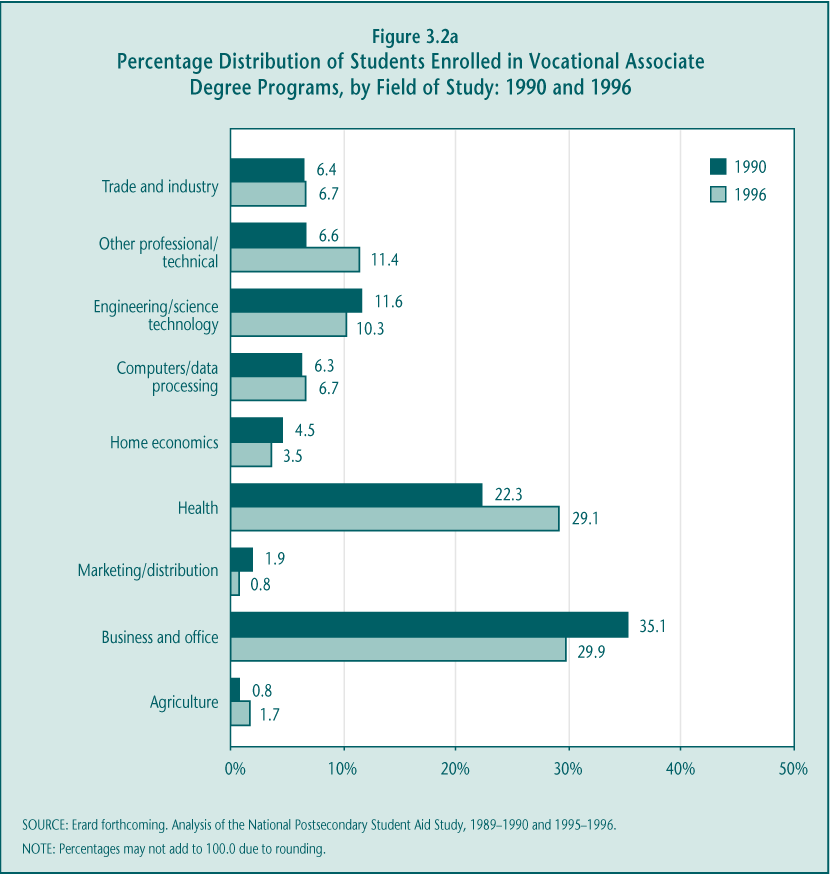 Figure 3.2a
Percentage Distribution of Students Enrolled in Vocational Associate
Degree Programs, by Field of Study: 1990 and 1996
1990
1996
Trade and industry
6.4
6.7
Other professional/
technical
6.6
11.4
Engineering/science
technology
11.6
10.3
Computers/data
processing
6.3
6.7
Home economics
4.5
3.5
Health
22.3
29.1
Marketing/distribution
1.9
0.8
Business and office
35.1
29.9
Agriculture
0.8
1.7
0% 10% 20% 30% 40% 50%
SOURCE: Erard forthcoming. Analysis of the National Postsecondary Student Aid Study, 1989–1990 and 1995–1996.
NOTE: Percentages may not add to 100.0 due to rounding.